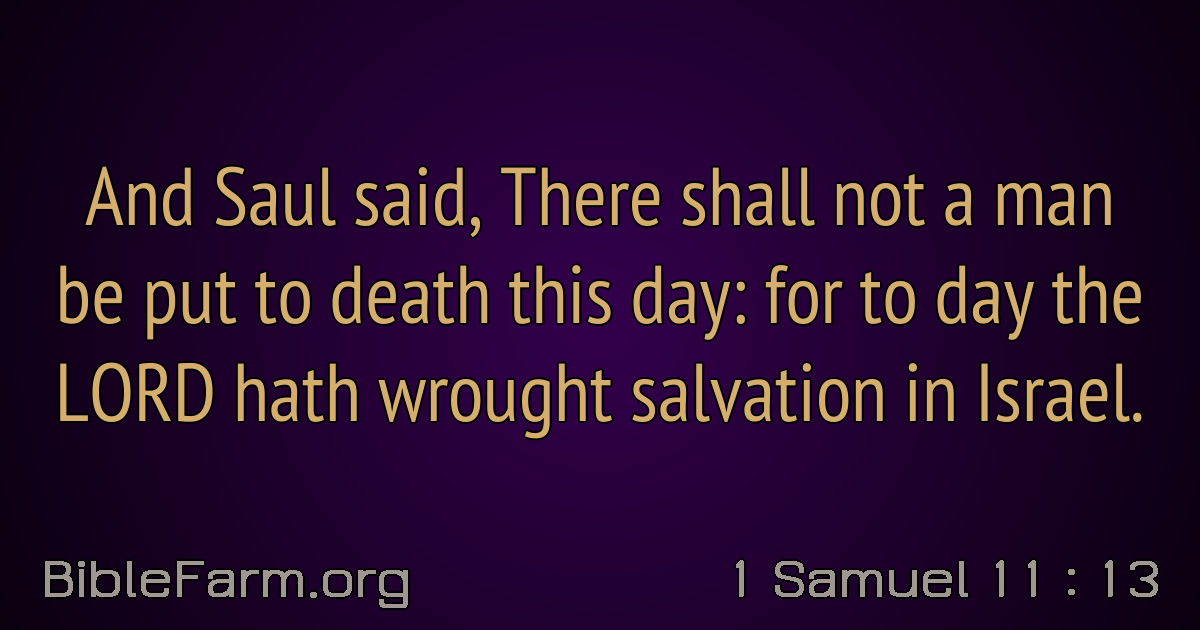 And Saul said, There shall not a man
be put to death this day: for to day the
LORD hath wrought salvation in Israel.
BibleFarm.org
1 Samuel 11 : 13